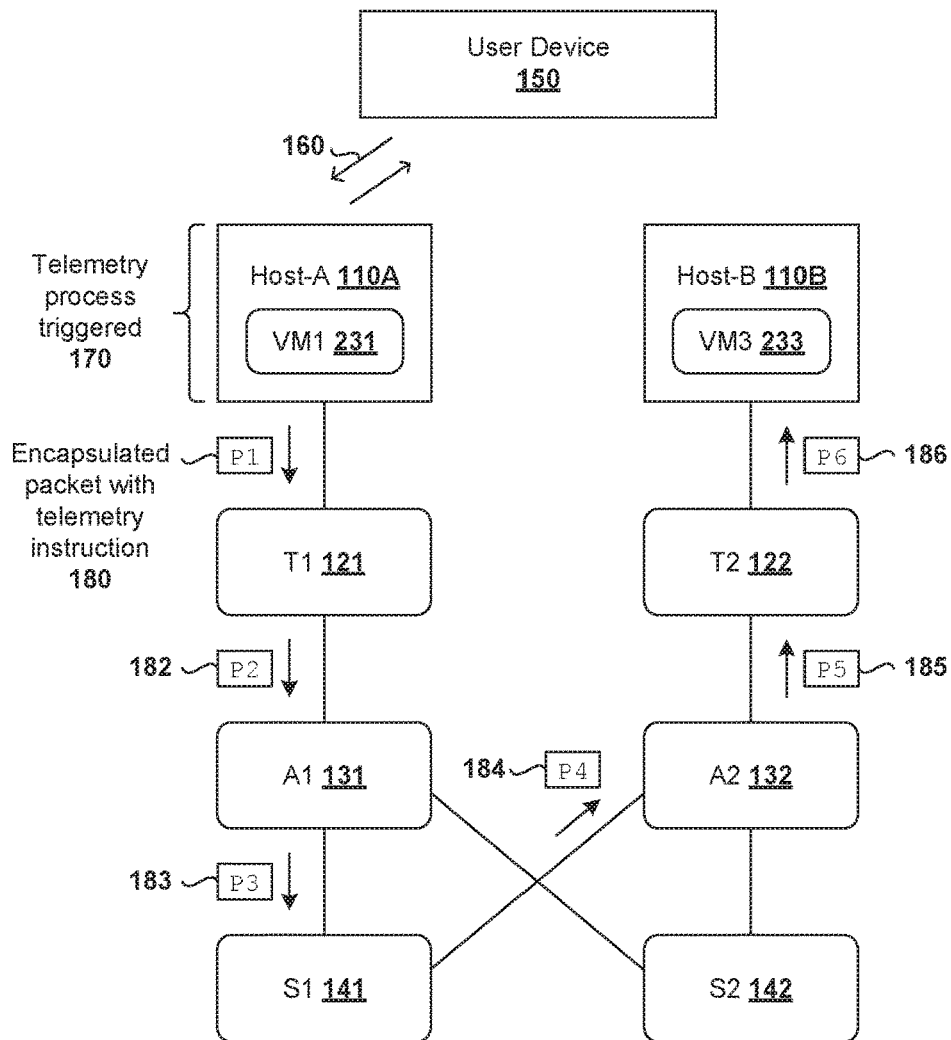 User Device
150
160
Telemetry
process
triggered
170
Host-A 110A
VM1 231
Host-B 110B
VM3 233
Encapsulated
packet with
telemetry
instruction
180
P1
P6
186
T1 121
T2 122
182
P2
P5
185
A1 131
184
P4
A2 132
183
P3
S1 141
S2 142